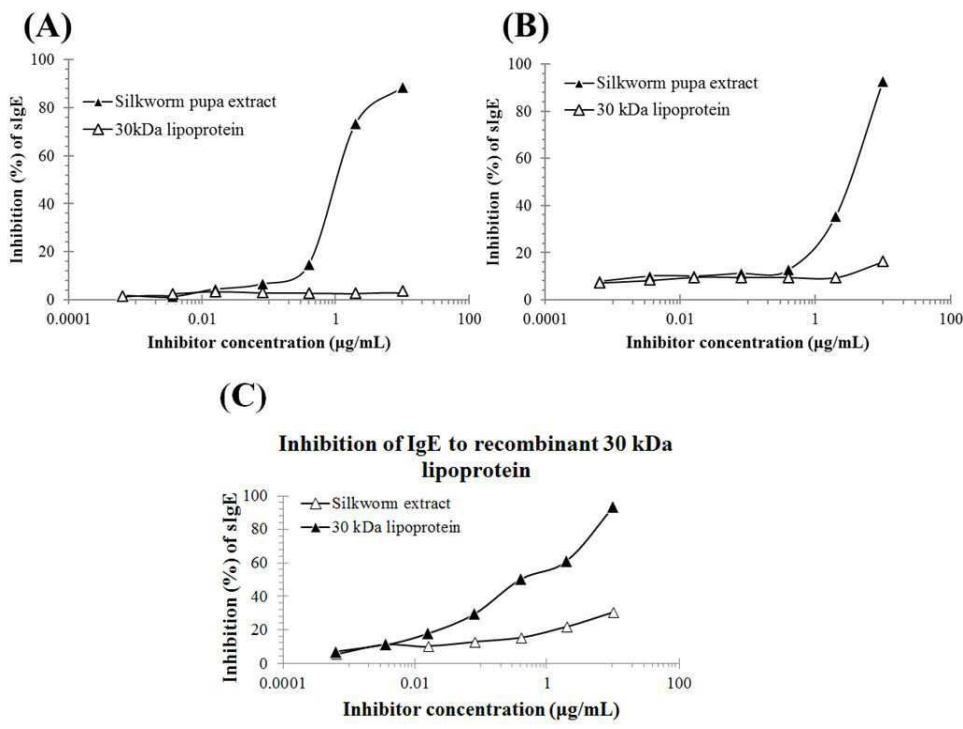 (A)
100
80
60
40
20
0
Inhibition (%) of sIgE
Silkworm pupa extract
30kDa lipoprotein
0.0001
0.01
1
100
Inhibitor concentration (µg/mL)
(B)
100
80
60
40
20
0
Inhibition (%) of sIgE
Silkworm pupa extract
30 kDa lipoprotein
0.0001
0.01
1
100
Inhibitor concentration (µg/mL)
(C)
Inhibition of IgE to recombinant 30 kDa
lipoprotein
100
80
60
40
20
0
Inhibition (%) of sIgE
Silkworm extract
30 kDa lipoprotein
0.0001
0.01
1
100
Inhibitor concentration (µg/mL)